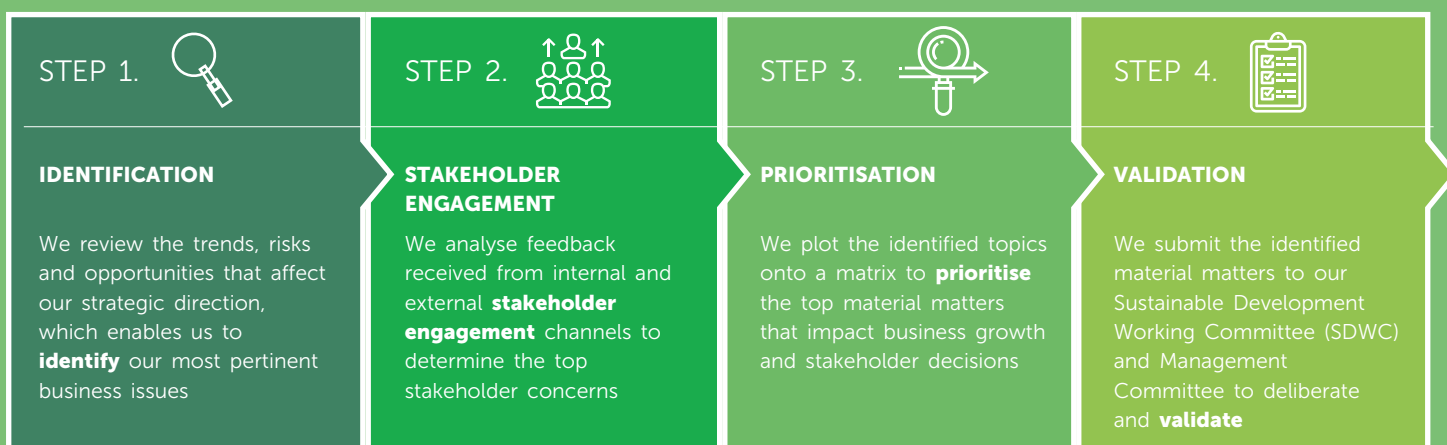 STEP 1.
IDENTIFICATION
We review the trends, risks
and opportunities that affect
our strategic direction,
which enables us to
identify our most pertinent
business issues
STEP 2.
STAKEHOLDER
ENGAGEMENT
We analyse feedback
received from internal and
external stakeholder
engagement channels to
determine the top
stakeholder concerns
STEP 3.
PRIORITISATION
We plot the identified topics
onto a matrix to prioritise
the top material matters
that impact business growth
and stakeholder decisions
STEP 4.
VALIDATION
We submit the identified
material matters to our
Sustainable Development
Working Committee (SDWC)
and Management
Committee to deliberate
and validate